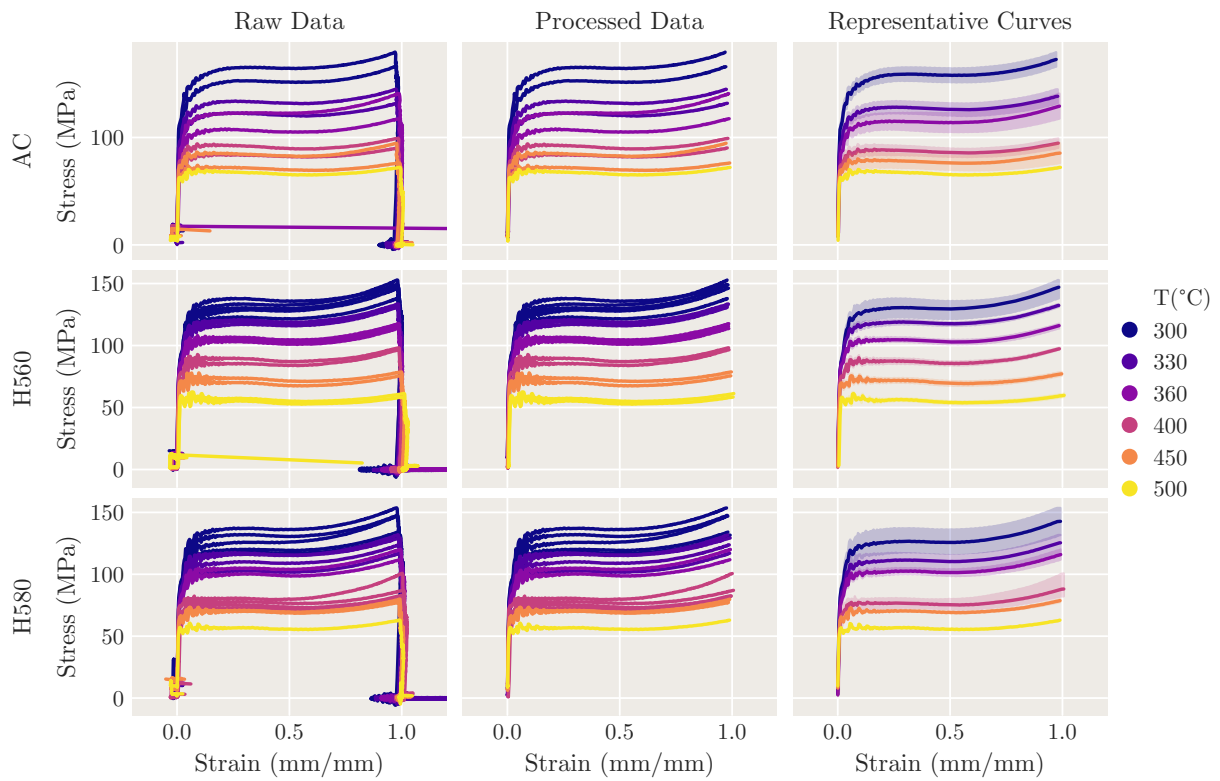 Raw Data
Processed Data
Representative Curves
AC
Stress (MPa)
100
0
H560
Stress (MPa)
150
100
50
0
H580
Stress (MPa)
150
100
50
0
0.0 0.5 1.0
0.0 0.5 1.0
0.0 0.5 1.0
Strain (mm/mm)
Strain (mm/mm)
Strain (mm/mm)
T(°C)
300
330
360
400
450
500